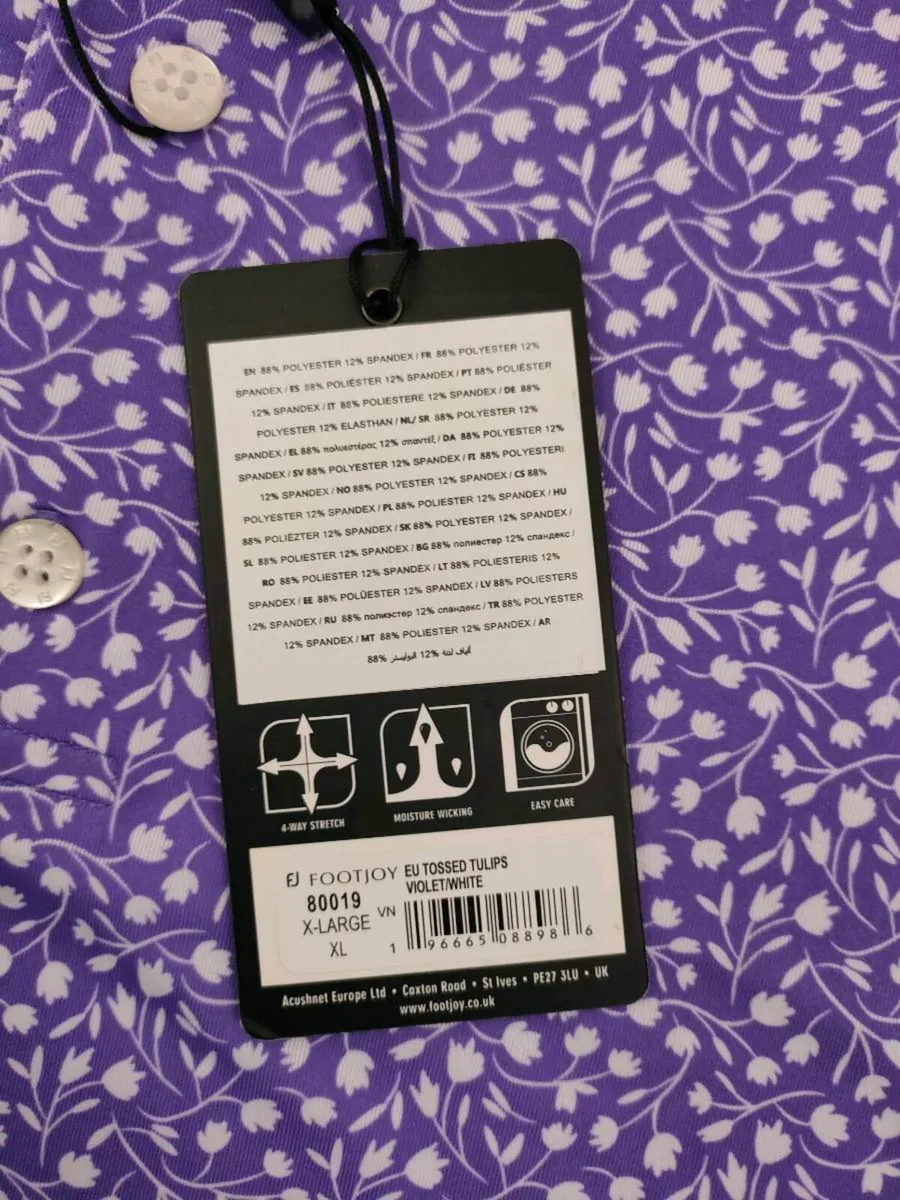 EN 88% POLYESTER 12% SPANDEX / FR 88% POLYESTER 12%
SPANDEX / ES 88% POLIÉSTER 12% SPANDEX / PT 88% POLIÉSTER
12% SPANDEX / IT 88% POLIESTERE 12% SPANDEX / DE 88%
POLYESTER 12% ELASTHAN / NL/ SR 88% POLYESTER 12%
SPANDEX / EL 88% πολυεστέρας 12% σπαντέξ / DA 88% POLYESTER 12%
SPANDEX / SV 88% POLYESTER 12% SPANDEX / FI 88% POLYESTERI
12% SPANDEX / NO 88% POLYESTER 12% SPANDEX / CS 88%
POLYESTER 12% SPANDEX / PL 88% POLIESTER 12% SPANDEX / HU
88% POLIÉZTER 12% SPANDEX / SK 88% POLYESTER 12% SPANDEX /
SL 88% POLIESTER 12% SPANDEX / BG 88% полиестер 12% спандекс /
RO 88% POLIESTER 12% SPANDEX / LT 88% POLIESTERIS 12%
SPANDEX / EE 88% POLÜESTER 12% SPANDEX / LV 88% POLIESTERS
12% SPANDEX / RU 88% полиэстер 12% спандекс / TR 88% POLYESTER
12% SPANDEX / MT 88% POLIESTER 12% SPANDEX / AR
88% البوليستر 12%
4-WAY STRETCH
MOISTURE WICKING
EASY CARE
FJ FOOTJOY EU TOSSED TULIPS
VIOLET/WHITE
80019
X-LARGE VN
XL
1 96665 08898 6
Acushnet Europe Ltd • Caxton Road • St Ives • PE27 3LU • UK
www.footjoy.co.uk